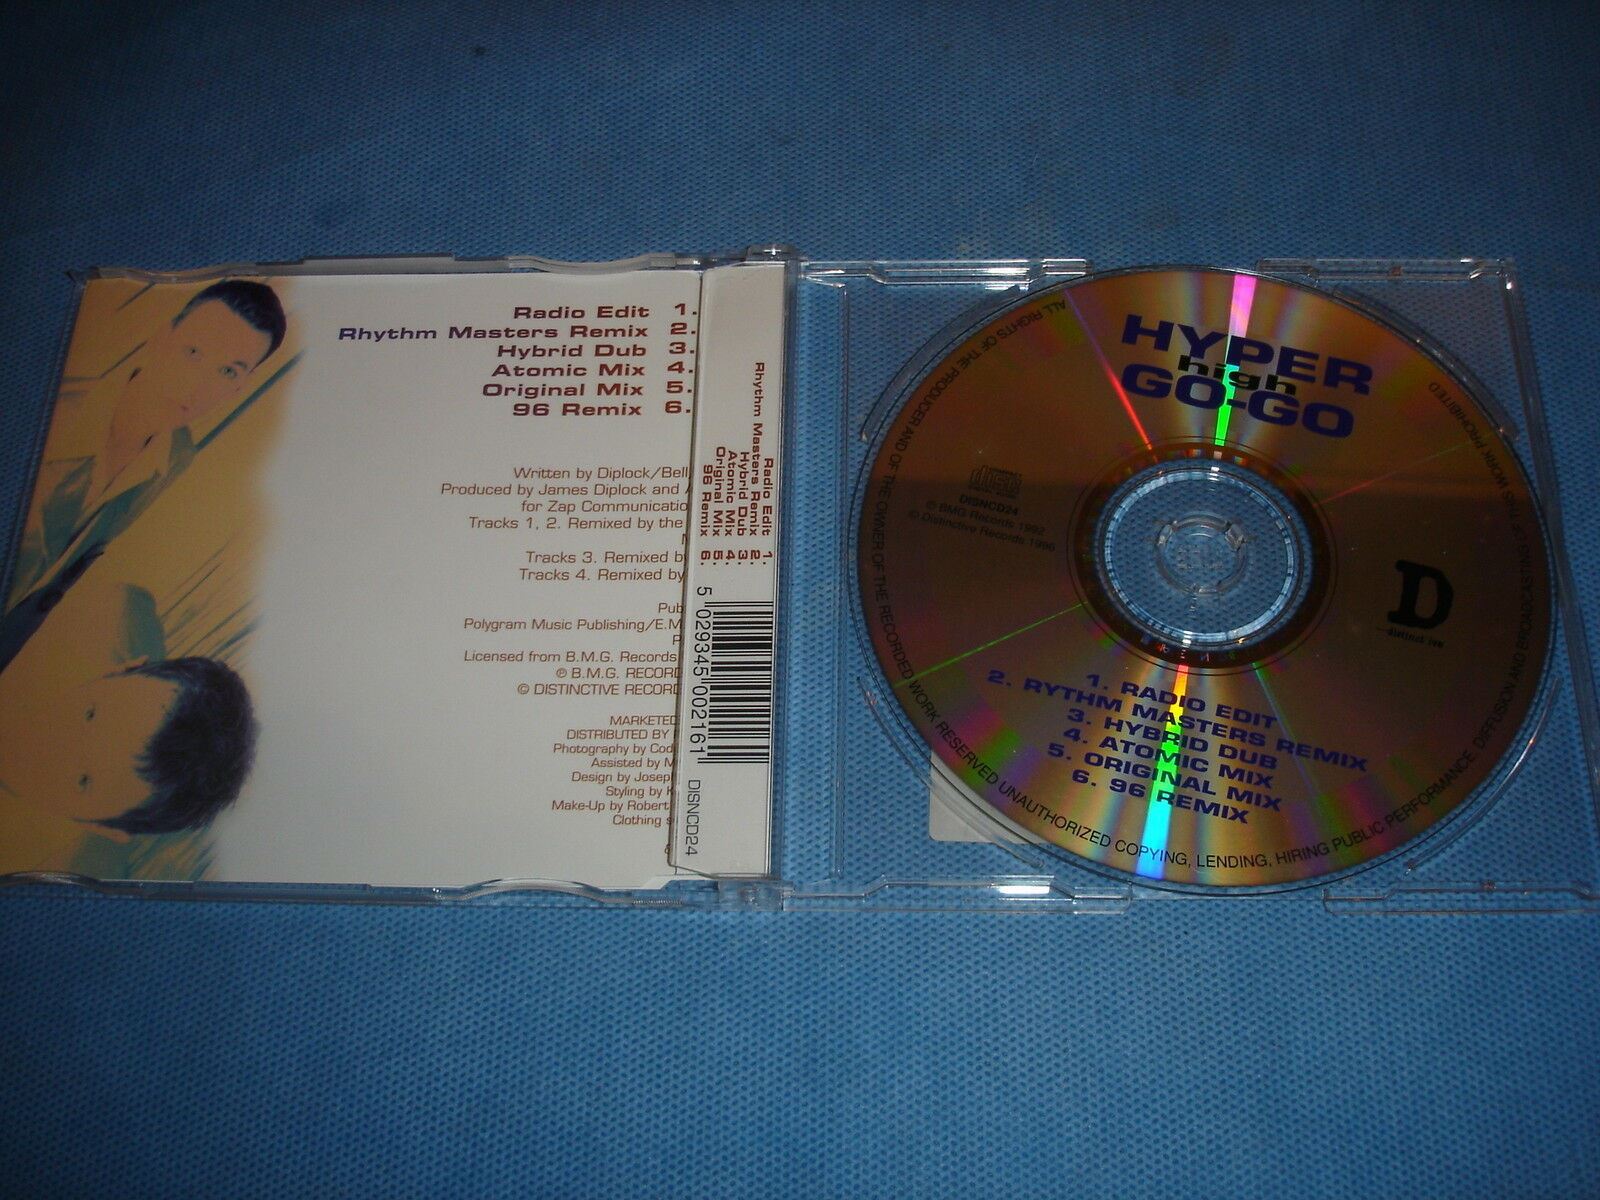 Radio Edit 1.
Rhythm Masters Remix 2.
Hybrid Dub 3.
Atomic Mix 4.
Original Mix 5.
96 Remix 6.
Written by Diplock/Bell
Produced by James Diplock and A
for Zap Communicatio
Tracks 1, 2. Remixed by the
Tracks 3. Remixed by
Tracks 4. Remixed by
Pub
Polygram Music Publishing/E.M
Licensed from B.M.G. Records
℗ B.M.G. RECORD
© DISTINCTIVE RECORD
MARKETED
DISTRIBUTED BY
Photography by Cod
Assisted by M
Design by Joseph
Styling by K
Make-Up by Robert
Clothing s
Radio Edit 1.
Rhythm Masters Remix 2.
Hybrid Dub 3.
Atomic Mix 4.
Original Mix 5.
96 Remix 6.
5 029345 002161
DISNCD24
HYPER
high
GO-GO
disc
DISNCD24
℗ BMG Records 1992
© Distinctive Records 1996
D
distinct ive
1. RADIO EDIT
2. RYTHM MASTERS REMIX
3. HYBRID DUB
4. ATOMIC MIX
5. ORIGINAL MIX
6. 96 REMIX
ALL RIGHTS OF THE PRODUCER AND OF THE OWNER OF THE RECORDED WORK RESERVED UNAUTHORIZED COPYING, LENDING, HIRING PUBLIC PERFORMANCE, DIFFUSION AND BROADCASTING OF THIS WORK PROHIBITED